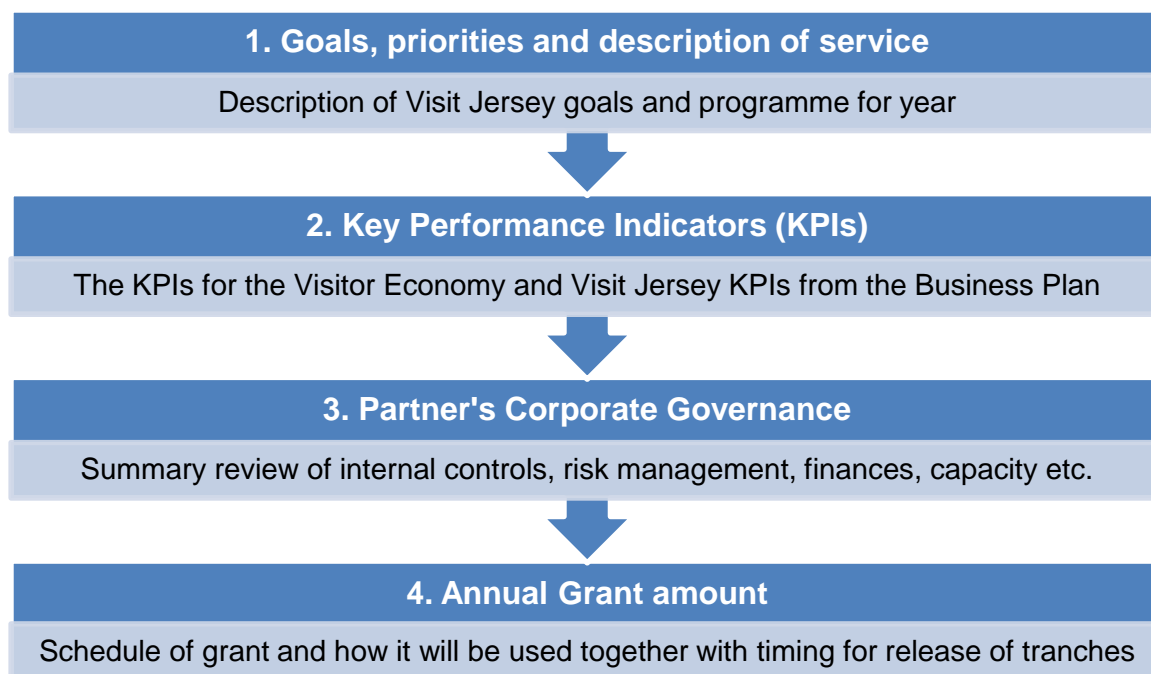 1. Goals, priorities and description of service
Description of Visit Jersey goals and programme for year
2. Key Performance Indicators (KPIs)
The KPIs for the Visitor Economy and Visit Jersey KPIs from the Business Plan
3. Partner's Corporate Governance
Summary review of internal controls, risk management, finances, capacity etc.
4. Annual Grant amount
Schedule of grant and how it will be used together with timing for release of tranches